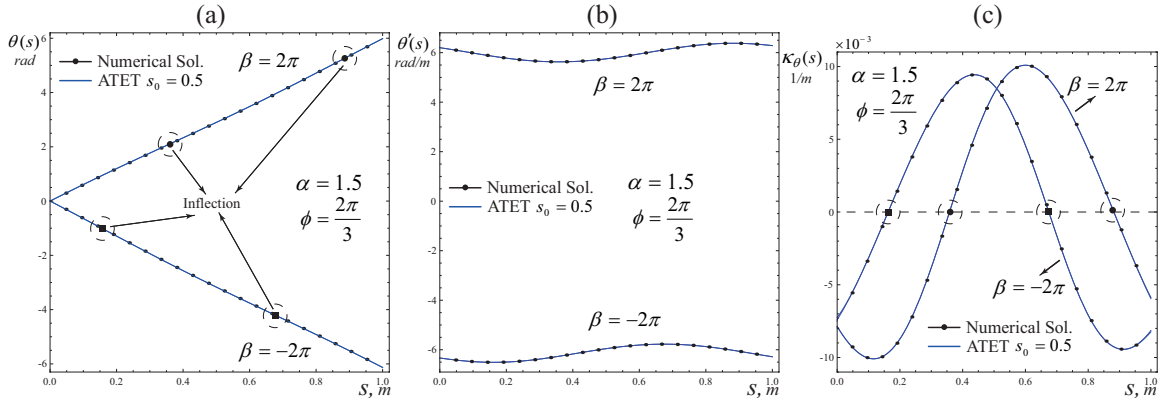 (a)
θ(s)
rad
Numerical Sol.
ATET s₀ = 0.5
β = 2π
Inflection
α = 1.5
ϕ = 2π/3
β = −2π
6
4
2
0
-2
-4
-6
0.0 0.2 0.4 0.6 0.8 1.0
s, m
(b)
θ′(s)
rad/m
β = 2π
Numerical Sol.
ATET s₀ = 0.5
α = 1.5
ϕ = 2π/3
β = −2π
6
4
2
0
-2
-4
-6
0.0 0.2 0.4 0.6 0.8 1.0
s, m
(c)
10 ×10⁻³
κθ(s)
1/m
α = 1.5
ϕ = 2π/3
β = 2π
β = −2π
Numerical Sol.
ATET s₀ = 0.5
5
0
-5
-10
0.0 0.2 0.4 0.6 0.8 1.0
s, m